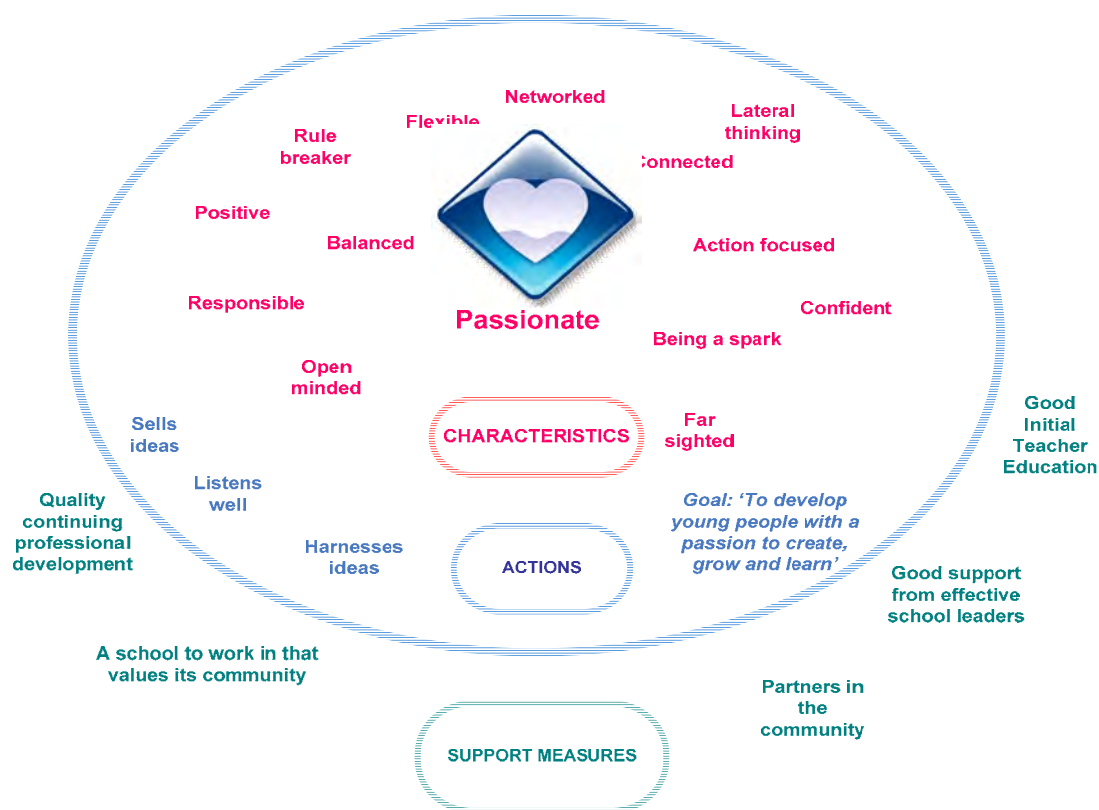 Networked
Flexible
Lateral
thinking
Rule
breaker
Connected
Positive
Balanced
Action focused
Responsible
Confident
Passionate
Being a spark
Open
minded
Sells
ideas
CHARACTERISTICS
Far
sighted
Good
Initial
Teacher
Education
Listens
well
Quality
continuing
professional
development
Goal: ‘To develop
young people with a
passion to create,
grow and learn’
Harnesses
ideas
ACTIONS
Good support
from effective
school leaders
A school to work in that
values its community
Partners in
the
community
SUPPORT MEASURES